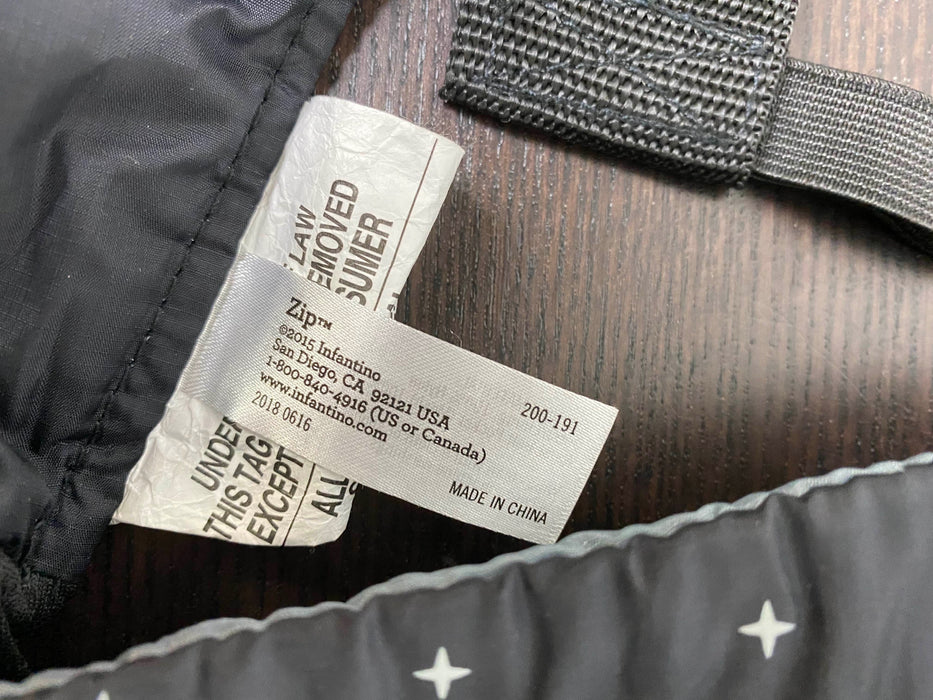 LAW
EMOVED
SUMER
Zip™
©2015 Infantino
San Diego, CA 92121 USA
1-800-840-4916 (US or Canada)
www.infantino.com
2018 0616
200-191
MADE IN CHINA
UNDER
THIS TAG
EXCEPT
ALL